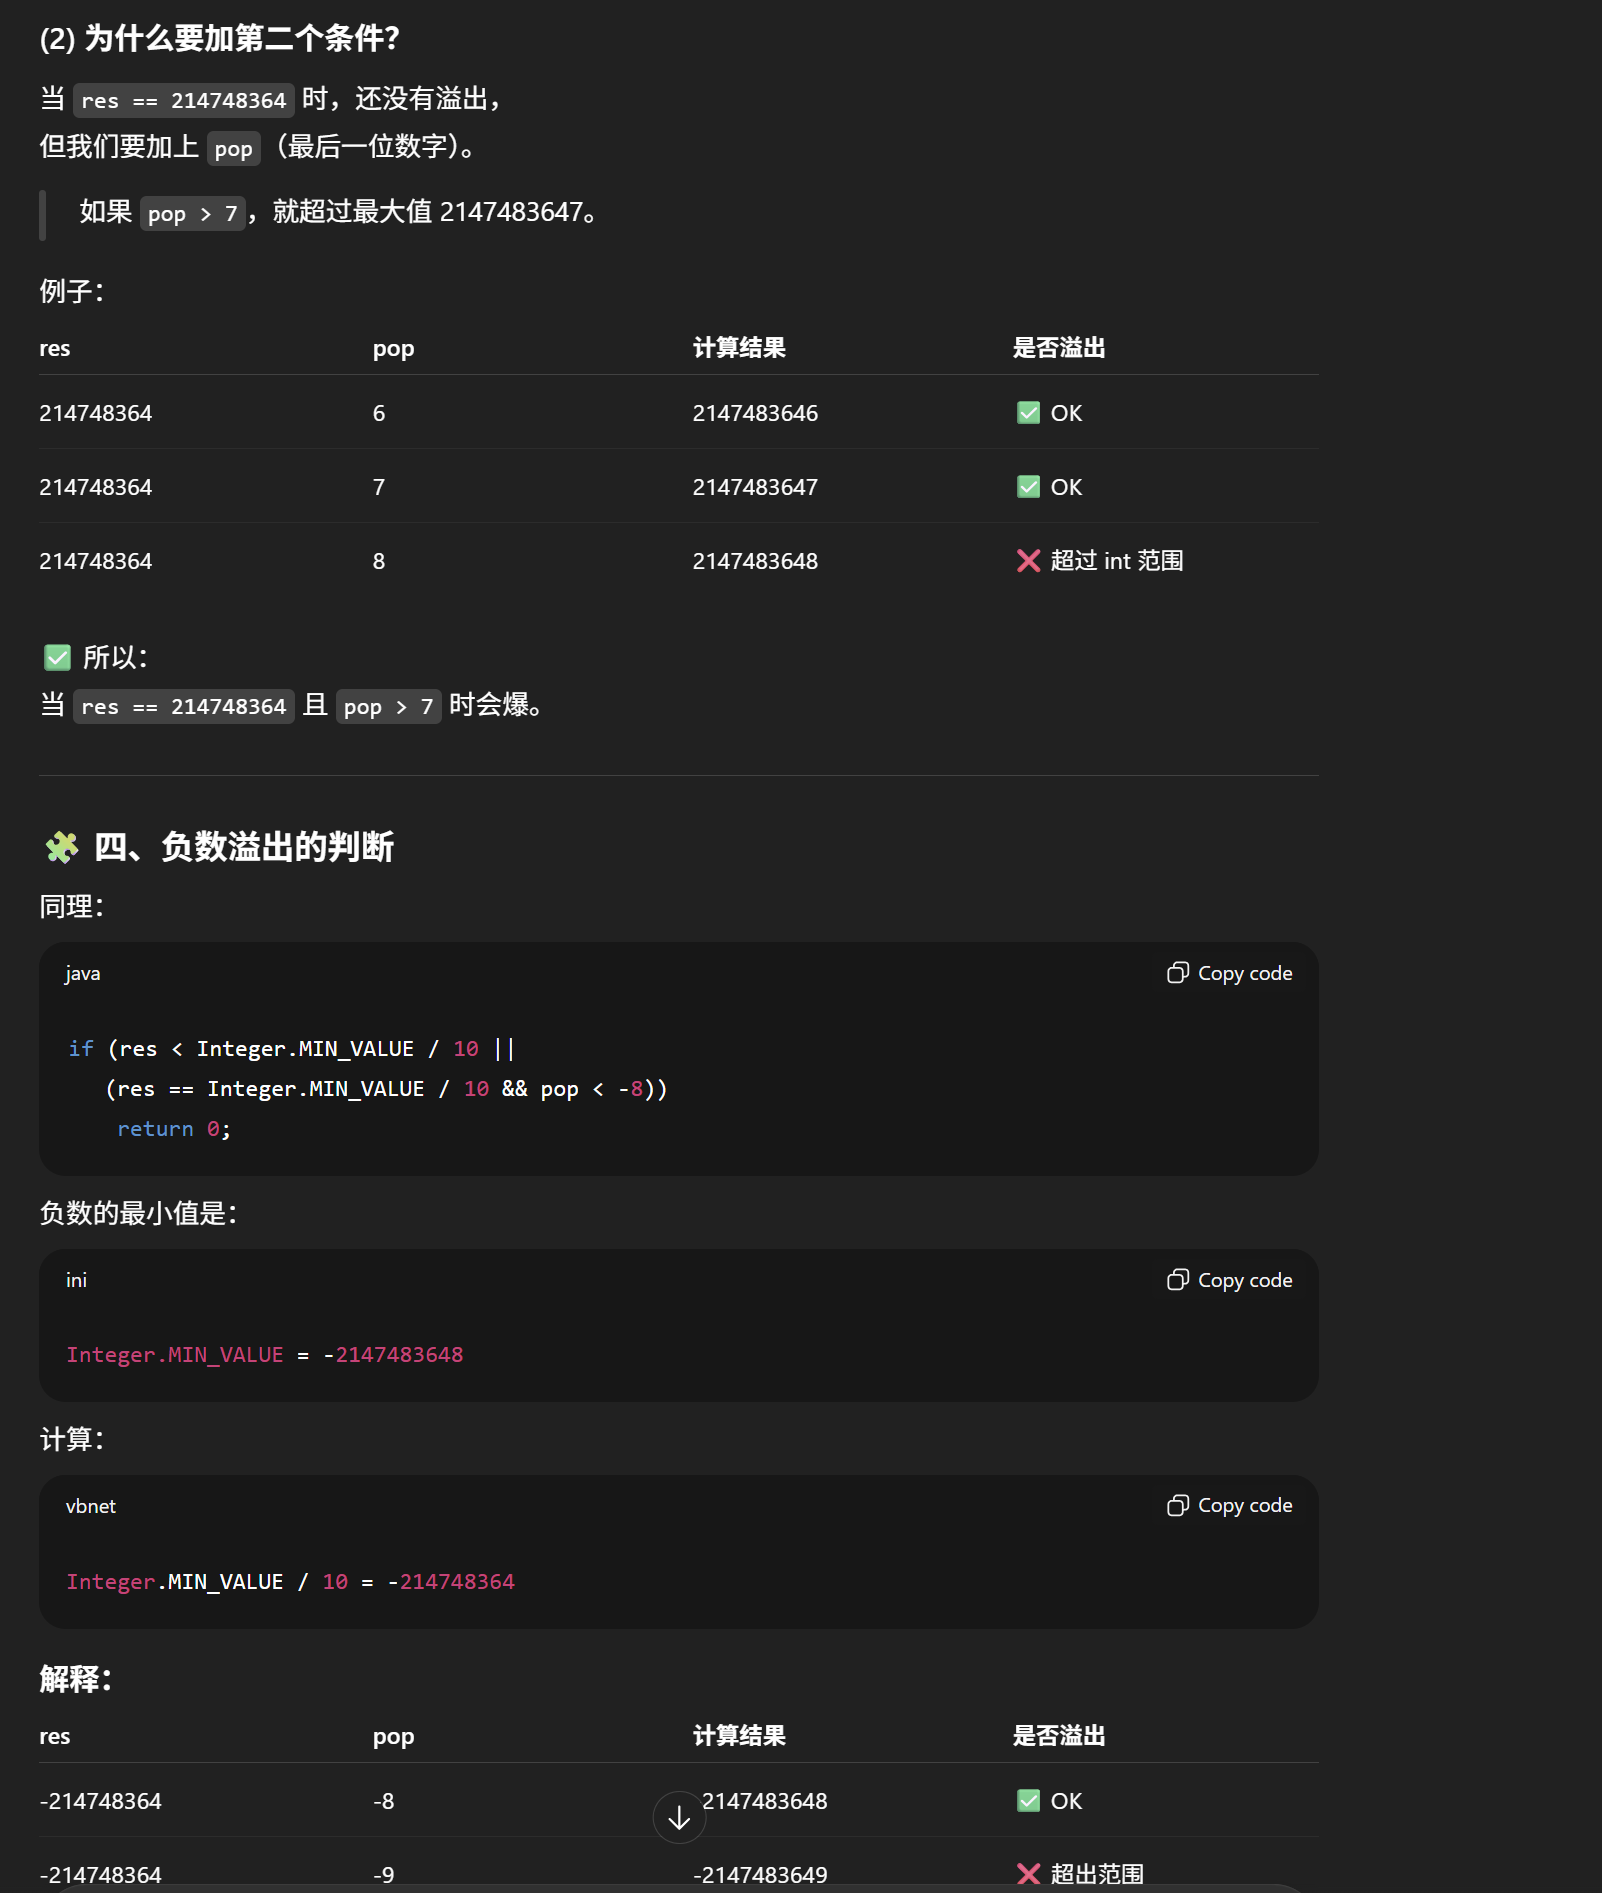 (2) 为什么要加第二个条件？
当 res == 214748364 时，还没有溢出，
但我们要加上 pop（最后一位数字）。
如果 pop > 7，就超过最大值 2147483647。
例子：
res pop 计算结果 是否溢出
214748364 6 2147483646 ✅ OK
214748364 7 2147483647 ✅ OK
214748364 8 2147483648 ❌ 超过 int 范围
✅ 所以：
当 res == 214748364 且 pop > 7 时会爆。
🧩 四、负数溢出的判断
同理：
java Copy code
if (res < Integer.MIN_VALUE / 10 ||
(res == Integer.MIN_VALUE / 10 && pop < -8))
return 0;
负数的最小值是：
ini Copy code
Integer.MIN_VALUE = -2147483648
计算：
vbnet Copy code
Integer.MIN_VALUE / 10 = -214748364
解释：
res pop 计算结果 是否溢出
-214748364 -8 2147483648 ✅ OK
-214748364 -9 -2147483649 ❌ 超出范围